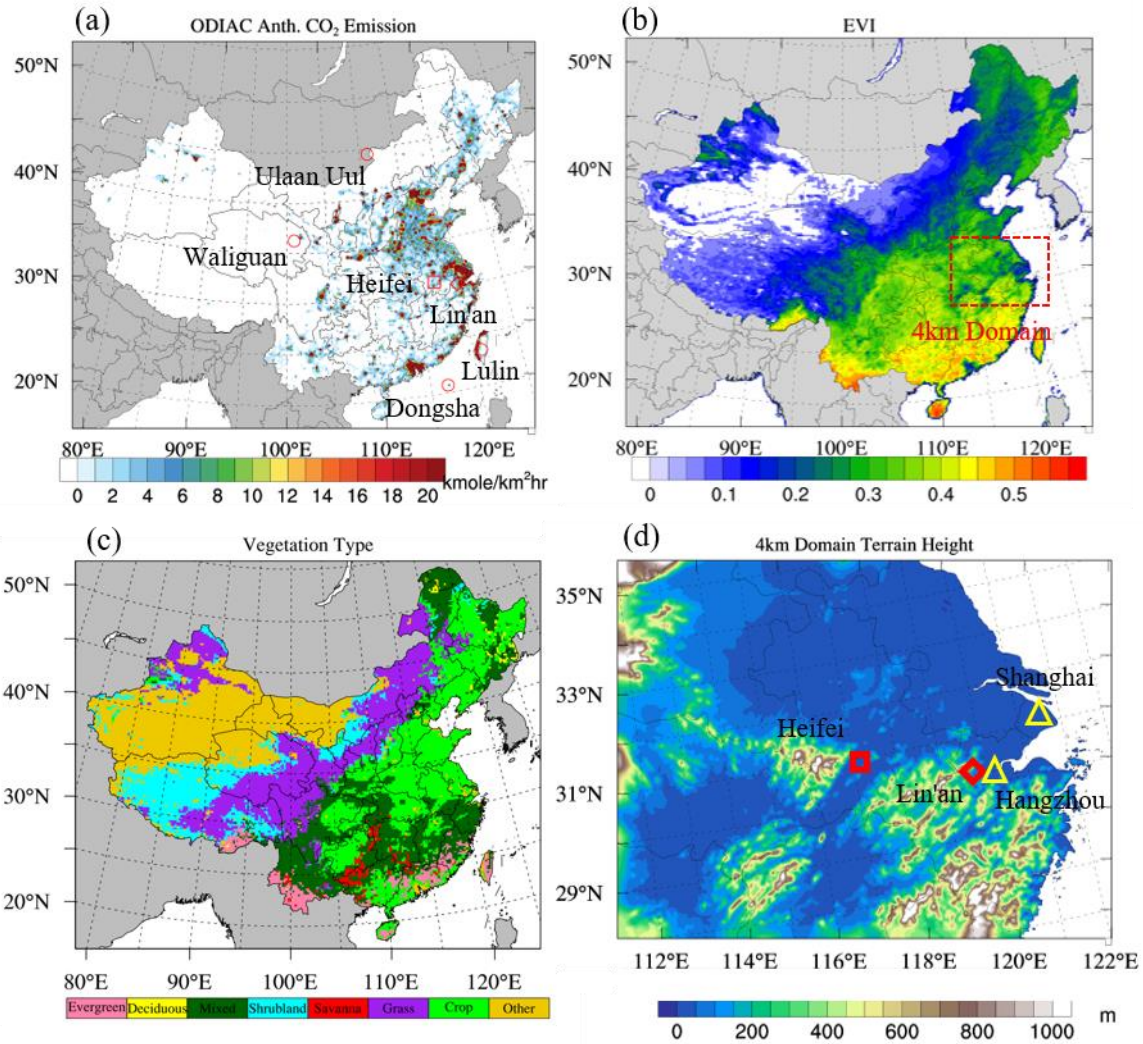 (a)
ODIAC Anth. CO₂ Emission
50°N
40°N
30°N
20°N
Ulaan Uul
Waliguan
Heifei
Lin'an
Lulin
Dongsha
80°E 90°E 100°E 110°E 120°E
0 2 4 6 8 10 12 14 16 18 20 kmole/km²hr
(b)
EVI
50°N
40°N
30°N
20°N
4km Domain
80°E 90°E 100°E 110°E 120°E
0 0.1 0.2 0.3 0.4 0.5
(c)
Vegetation Type
50°N
40°N
30°N
20°N
80°E 90°E 100°E 110°E 120°E
Evergreen Deciduous Mixed Shrubland Savanna Grass Crop Other
(d)
4km Domain Terrain Height
35°N
33°N
31°N
29°N
Shanghai
Heifei
Lin'an
Hangzhou
112°E 114°E 116°E 118°E 120°E 122°E
0 200 400 600 800 1000 m